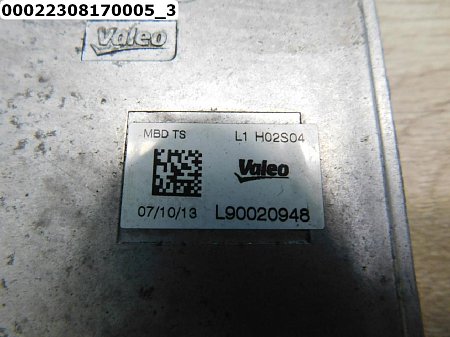 00022308170005_3
Valeo
MBD TS L1 H02S04
Valeo
07/10/13 L90020948